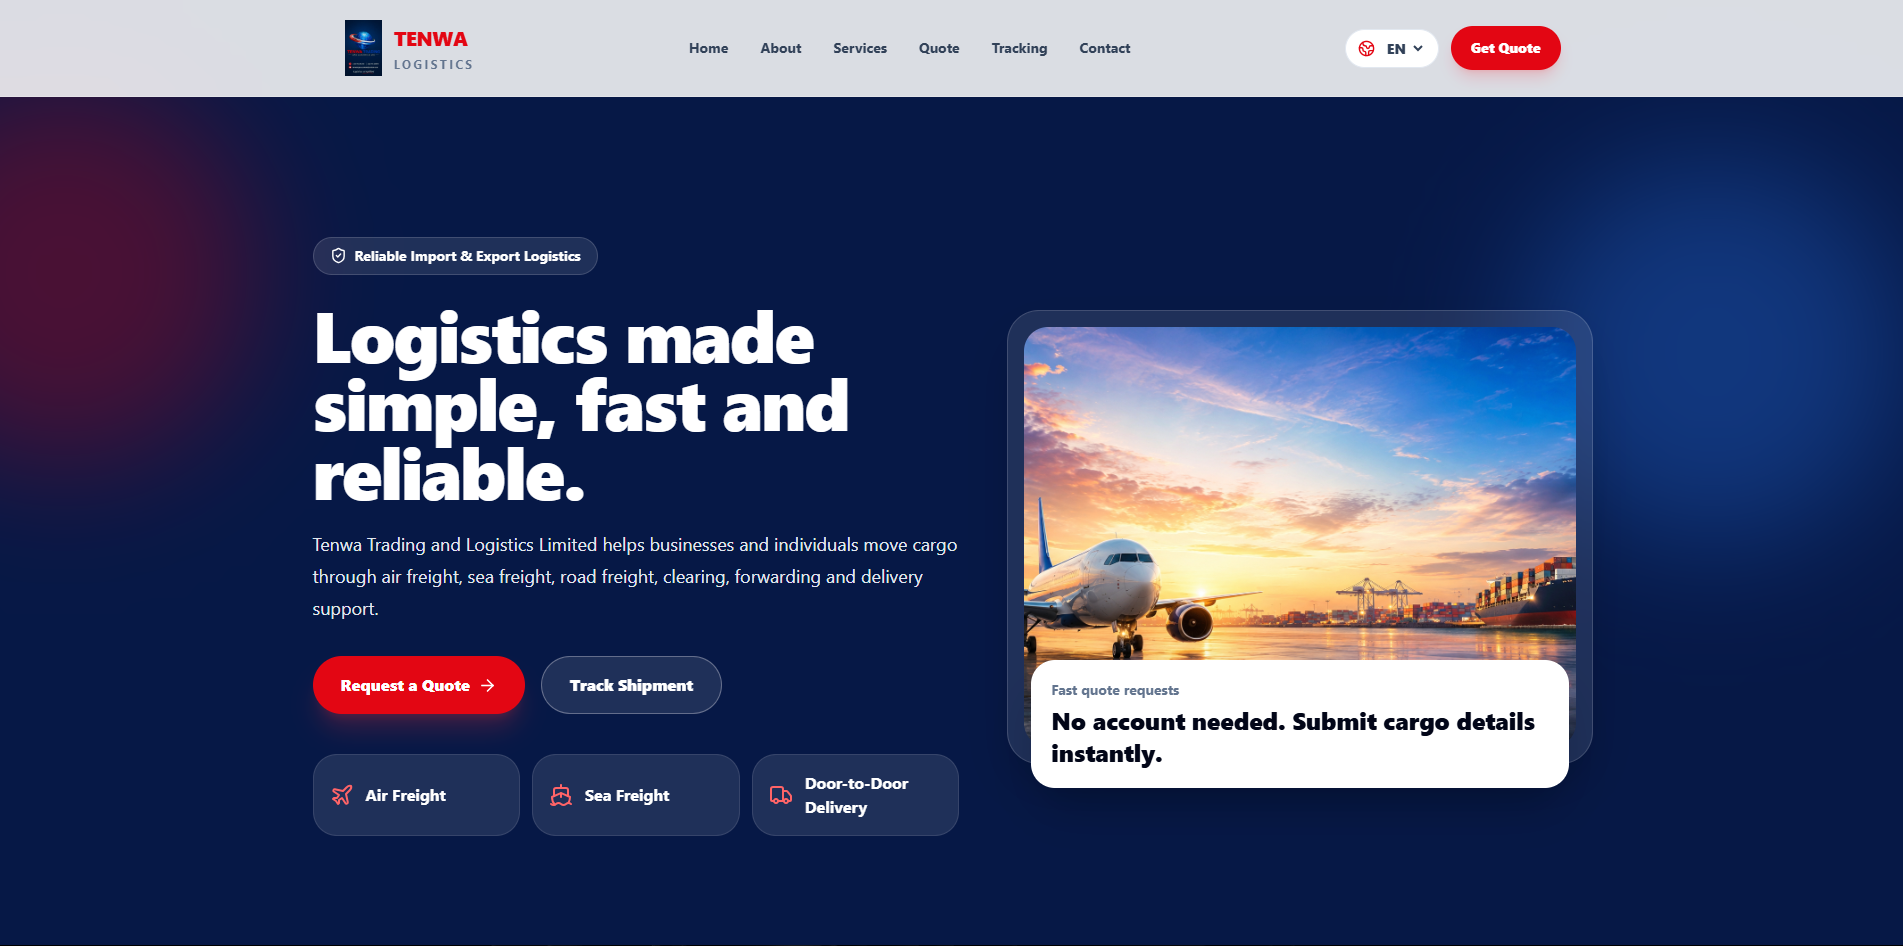 TENWA
LOGISTICS
Home
About
Services
Quote
Tracking
Contact
EN
Get Quote
Reliable Import & Export Logistics
Logistics made
simple, fast and
reliable.
Tenwa Trading and Logistics Limited helps businesses and individuals move cargo
through air freight, sea freight, road freight, clearing, forwarding and delivery
support.
Request a Quote
Track Shipment
Air Freight
Sea Freight
Door-to-Door
Delivery
Fast quote requests
No account needed. Submit cargo details
instantly.